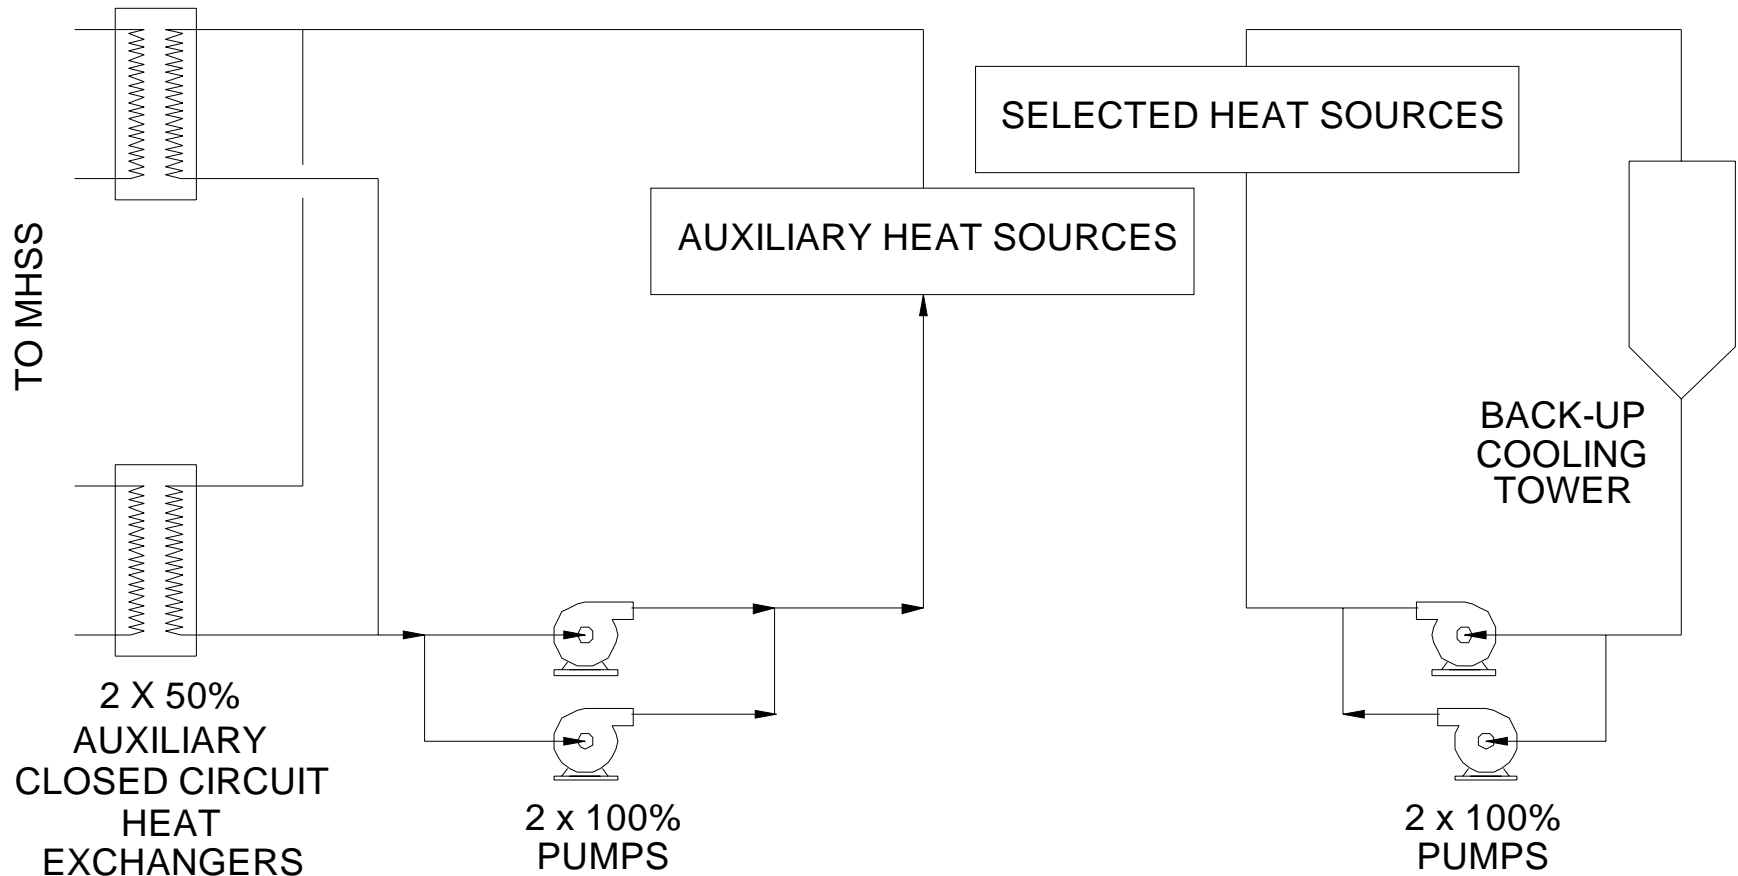 SELECTED HEAT SOURCES
AUXILIARY HEAT SOURCES
TO MHSS
BACK-UP
COOLING
TOWER
2 X 50%
AUXILIARY
CLOSED CIRCUIT
HEAT
EXCHANGERS
2 x 100%
PUMPS
2 x 100%
PUMPS